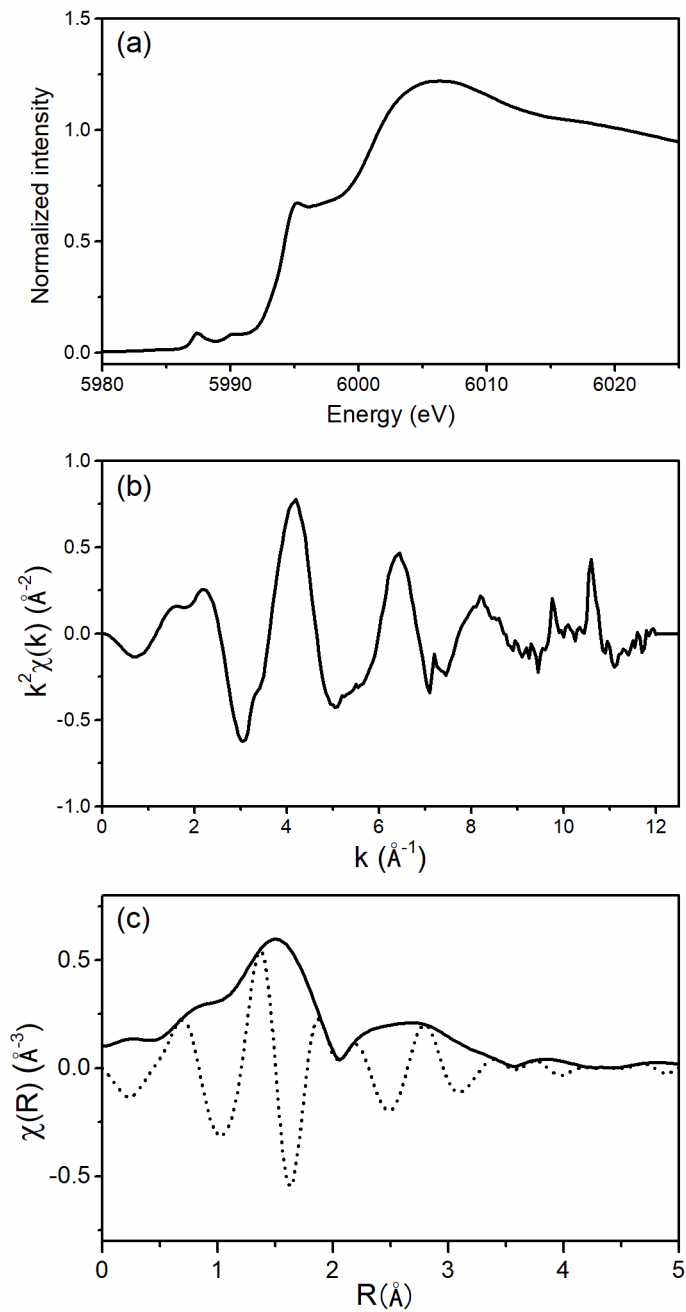 (a)
Normalized intensity
1.5
1.0
0.5
0.0
5980 5990 6000 6010 6020
Energy (eV)
(b)
k²χ(k) (Å⁻²)
1.0
0.5
0.0
-0.5
-1.0
0 2 4 6 8 10 12
k (Å⁻¹)
(c)
χ(R) (Å⁻³)
0.5
0.0
-0.5
0 1 2 3 4 5
R(Å)